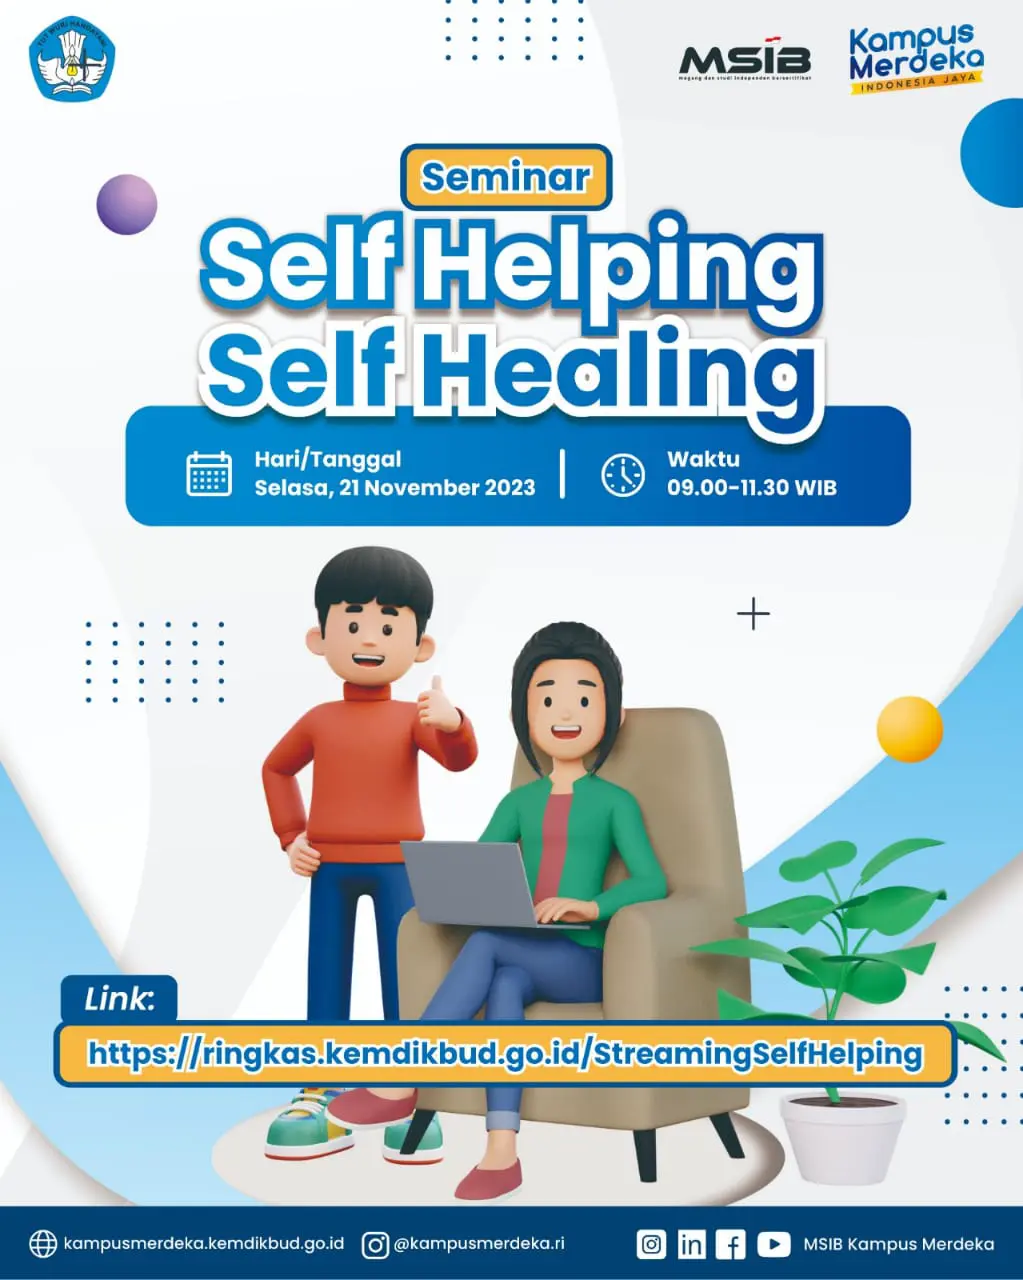 TUT WURI HANDAYANI
MSIB
Magang dan Studi Independen Bersertifikat
Kampus
Merdeka
INDONESIA JAYA
Seminar
Self Helping
Self Healing
Hari/Tanggal
Selasa, 21 November 2023
Waktu
09.00-11.30 WIB
Link:
https://ringkas.kemdikbud.go.id/StreamingSelfHelping
kampusmerdeka.kemdikbud.go.id
@kampusmerdeka.ri
MSIB Kampus Merdeka